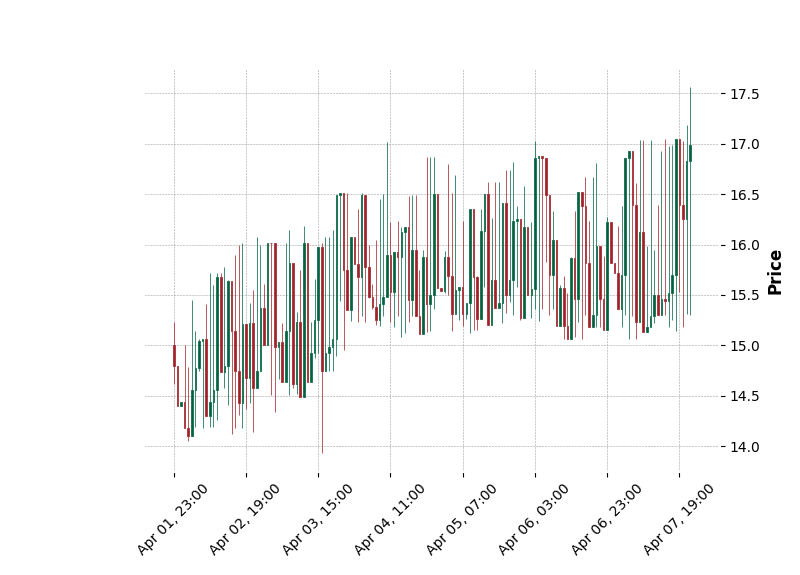 17.5
17.0
16.5
16.0
15.5
15.0
14.5
14.0
Price
Apr 01, 23:00
Apr 02, 19:00
Apr 03, 15:00
Apr 04, 11:00
Apr 05, 07:00
Apr 06, 03:00
Apr 06, 23:00
Apr 07, 19:00